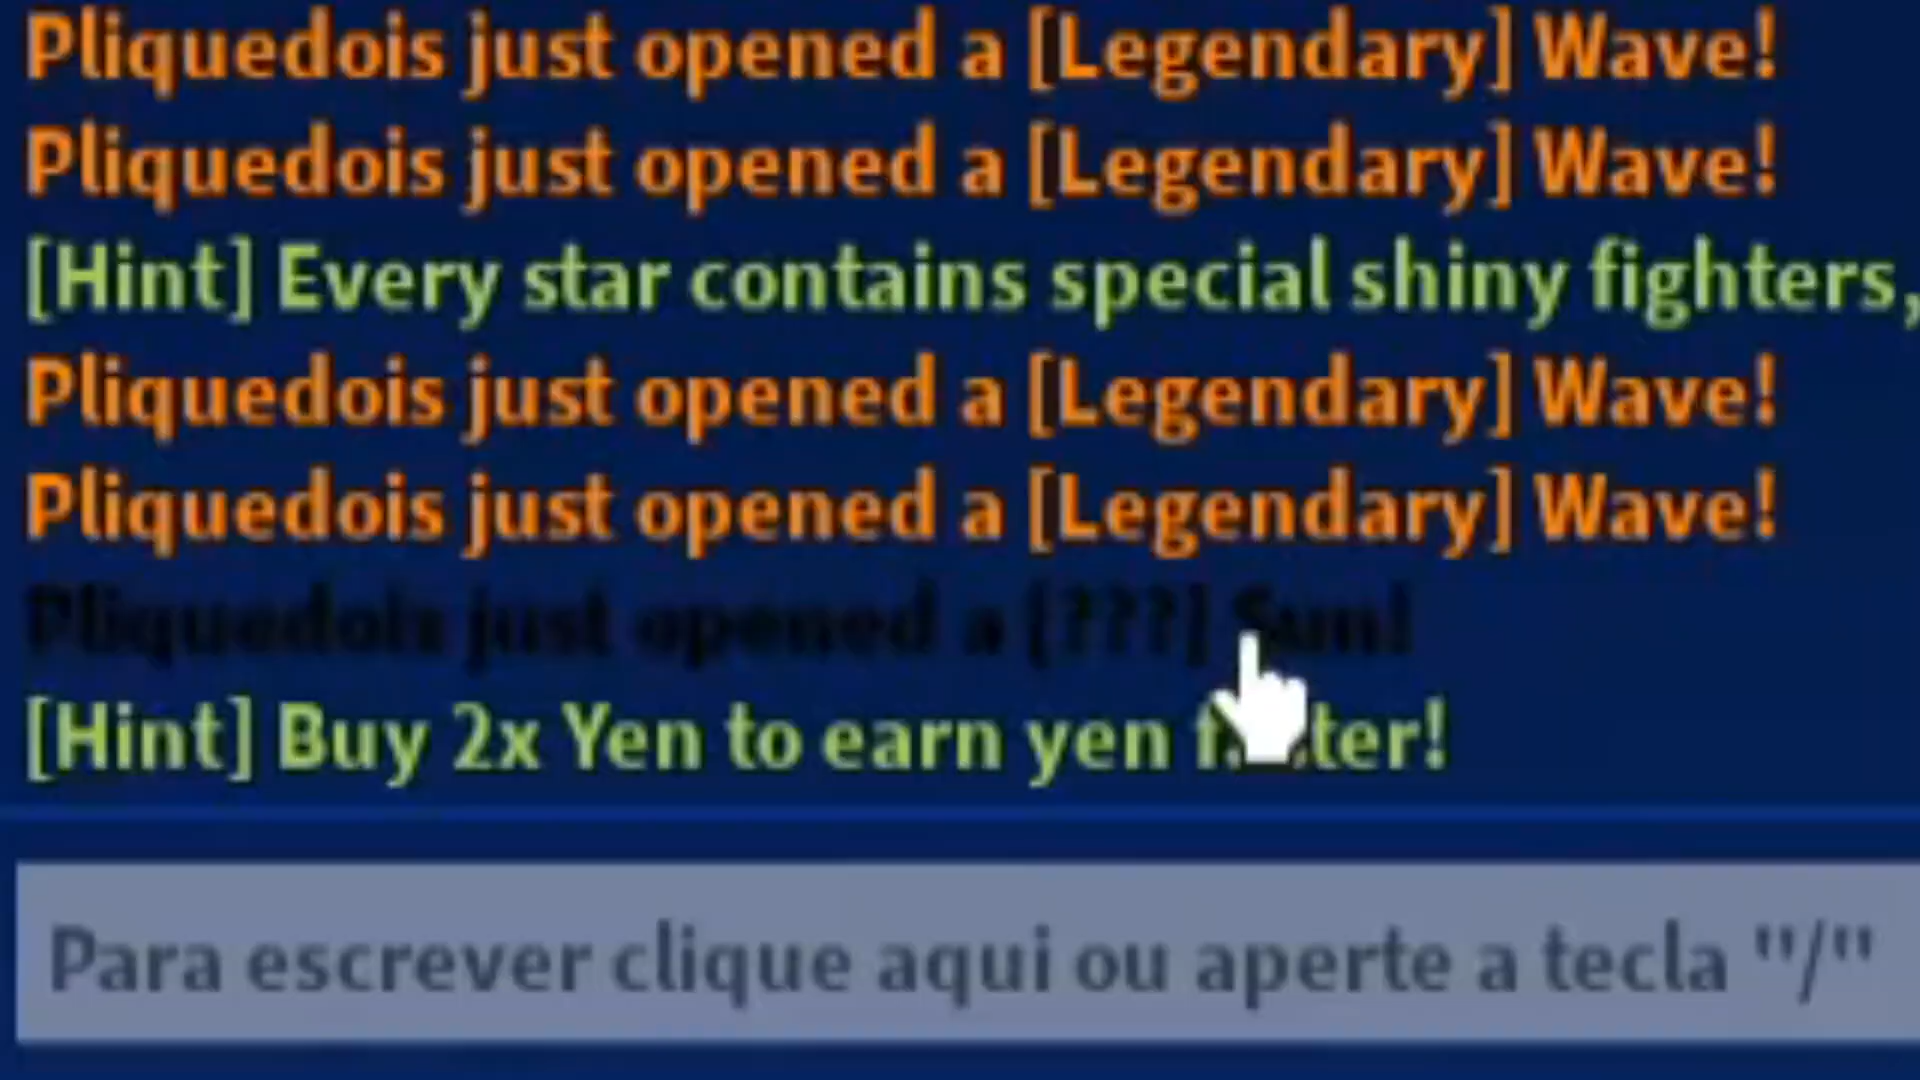 Pliquedois just opened a [Legendary] Wave!
Pliquedois just opened a [Legendary] Wave!
[Hint] Every star contains special shiny fighters,
Pliquedois just opened a [Legendary] Wave!
Pliquedois just opened a [Legendary] Wave!
Pliquedois just opened a [???] Sun!
[Hint] Buy 2x Yen to earn yen
Para escrever clique aqui ou aperte a tecla "/"